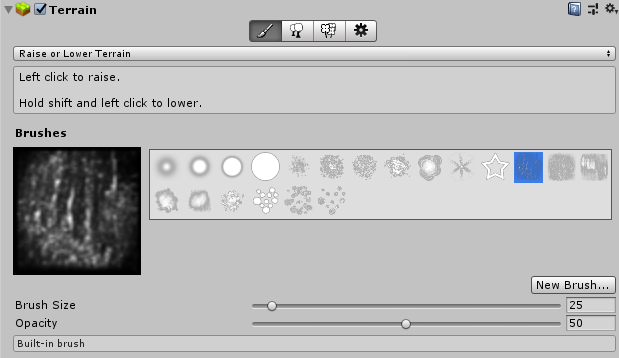 Terrain
Raise or Lower Terrain
Left click to raise.
Hold shift and left click to lower.
Brushes
New Brush...
Brush Size 25
Opacity 50
Built-in brush